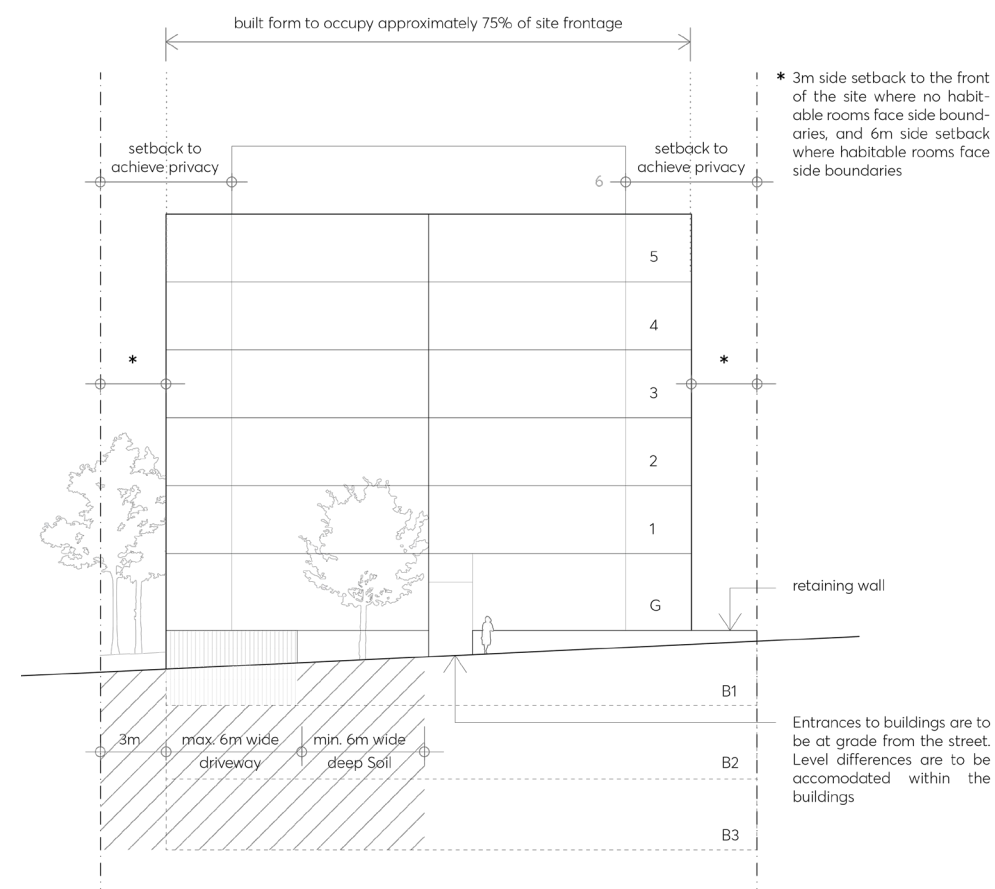 built form to occupy approximately 75% of site frontage
* 3m side setback to the front
of the site where no habit-
able rooms face side bound-
aries, and 6m side setback
where habitable rooms face
side boundaries
setback to
achieve privacy
setback to
achieve privacy
6
5
4
*
*
3
2
1
G
retaining wall
B1
Entrances to buildings are to
be at grade from the street.
Level differences are to be
accomodated within the
buildings
3m
max. 6m wide
driveway
min. 6m wide
deep Soil
B2
B3